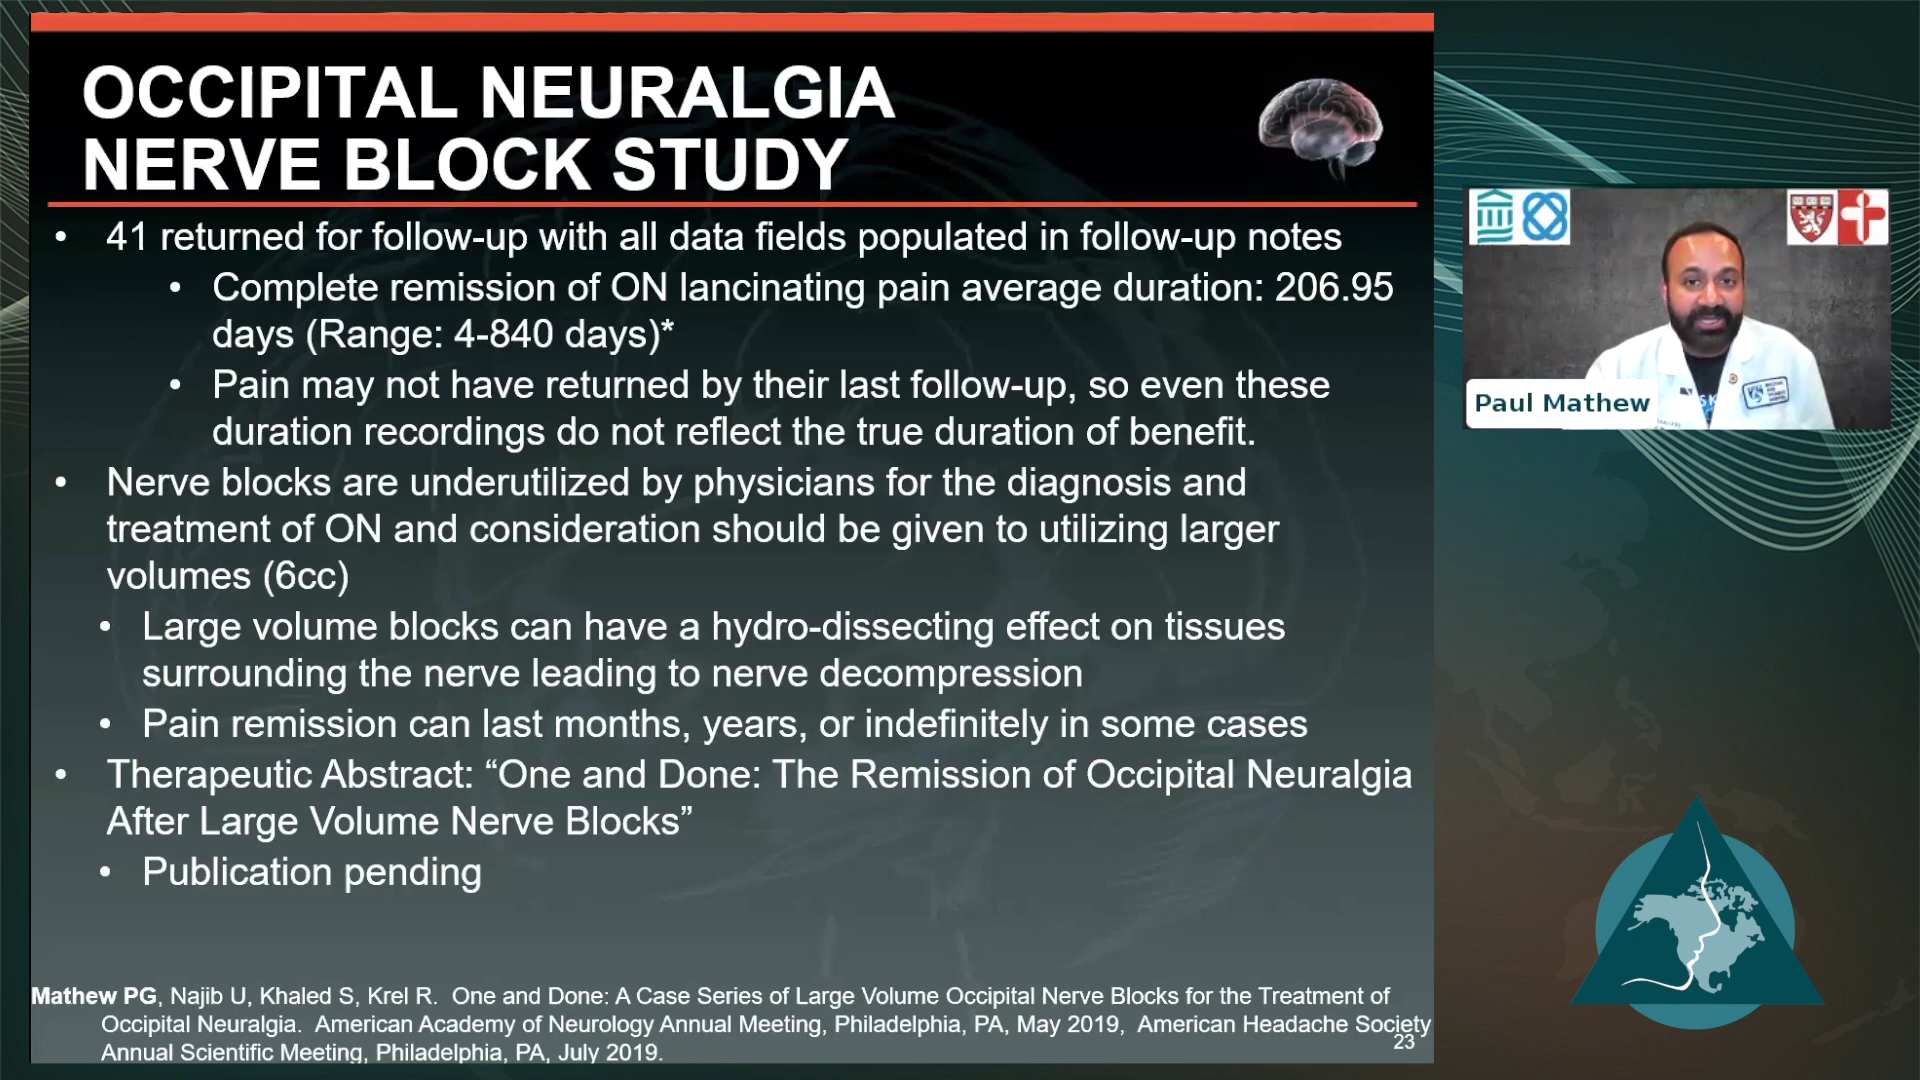 OCCIPITAL NEURALGIA
NERVE BLOCK STUDY
• 41 returned for follow-up with all data fields populated in follow-up notes
• Complete remission of ON lancinating pain average duration: 206.95
days (Range: 4-840 days)*
• Pain may not have returned by their last follow-up, so even these
duration recordings do not reflect the true duration of benefit.
• Nerve blocks are underutilized by physicians for the diagnosis and
treatment of ON and consideration should be given to utilizing larger
volumes (6cc)
• Large volume blocks can have a hydro-dissecting effect on tissues
surrounding the nerve leading to nerve decompression
• Pain remission can last months, years, or indefinitely in some cases
• Therapeutic Abstract: “One and Done: The Remission of Occipital Neuralgia
After Large Volume Nerve Blocks”
• Publication pending
Mathew PG, Najib U, Khaled S, Krel R. One and Done: A Case Series of Large Volume Occipital Nerve Blocks for the Treatment of
Occipital Neuralgia. American Academy of Neurology Annual Meeting, Philadelphia, PA, May 2019, American Headache Society
Annual Scientific Meeting, Philadelphia, PA, July 2019.
23
Paul Mathew